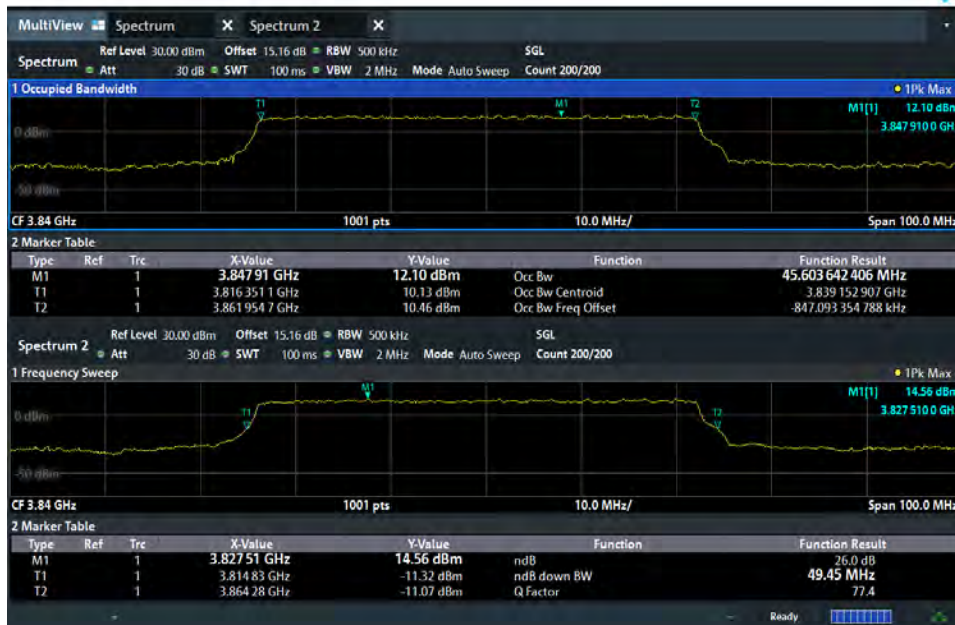 MultiView Spectrum X Spectrum 2 X
Spectrum Ref Level 30.00 dBm Offset 15.16 dB RBW 500 kHz SGL
Att 30 dB SWT 100 ms VBW 2 MHz Mode Auto Sweep Count 200/200
1 Occupied Bandwidth 1Pk Max
T1 M1 T2 M1[1] 12.10 dBm
0 dBm 3.847 910 0 GH
-50 dBm
CF 3.84 GHz 1001 pts 10.0 MHz/ Span 100.0 MHz
2 Marker Table
Type Ref Trc X-Value Y-Value Function Function Result
M1 1 3.847 91 GHz 12.10 dBm Occ Bw 45.603 642 406 MHz
T1 1 3.816 351 1 GHz 10.13 dBm Occ Bw Centroid 3.839 152 907 GHz
T2 1 3.861 954 7 GHz 10.46 dBm Occ Bw Freq Offset -847.093 354 788 kHz
Spectrum 2 Ref Level 30.00 dBm Offset 15.16 dB RBW 500 kHz SGL
Att 30 dB SWT 100 ms VBW 2 MHz Mode Auto Sweep Count 200/200
1 Frequency Sweep 1Pk Max
M1 M1[1] 14.56 dBm
0 dBm T1 T2 3.827 510 0 GH
-50 dBm
CF 3.84 GHz 1001 pts 10.0 MHz/ Span 100.0 MHz
2 Marker Table
Type Ref Trc X-Value Y-Value Function Function Result
M1 1 3.827 51 GHz 14.56 dBm ndB 26.0 dB
T1 1 3.814 83 GHz -11.32 dBm ndB down BW 49.45 MHz
T2 1 3.864 28 GHz -11.07 dBm Q Factor 77.4
Ready